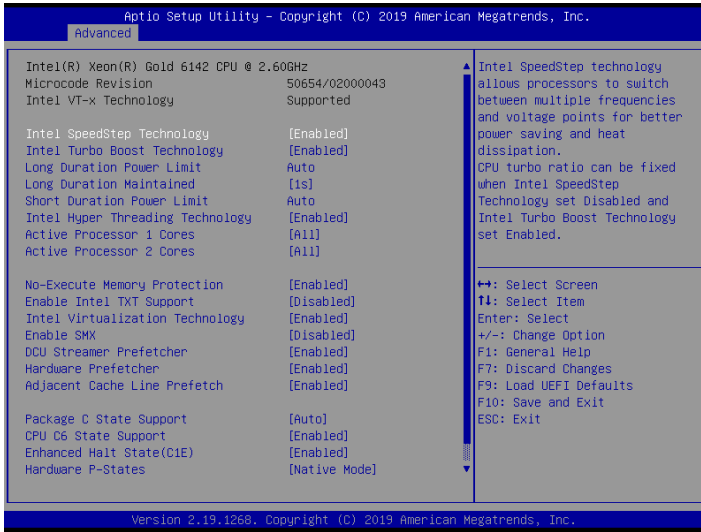 Aptio Setup Utility – Copyright (C) 2019 American Megatrends, Inc.
Advanced
Intel(R) Xeon(R) Gold 6142 CPU @ 2.60GHz
Microcode Revision 50654/02000043
Intel VT-x Technology Supported
Intel SpeedStep Technology [Enabled]
Intel Turbo Boost Technology [Enabled]
Long Duration Power Limit Auto
Long Duration Maintained [1s]
Short Duration Power Limit Auto
Intel Hyper Threading Technology [Enabled]
Active Processor 1 Cores [All]
Active Processor 2 Cores [All]
No-Execute Memory Protection [Enabled]
Enable Intel TXT Support [Disabled]
Intel Virtualization Technology [Enabled]
Enable SMX [Disabled]
DCU Streamer Prefetcher [Enabled]
Hardware Prefetcher [Enabled]
Adjacent Cache Line Prefetch [Enabled]
Package C State Support [Auto]
CPU C6 State Support [Enabled]
Enhanced Halt State(C1E) [Enabled]
Hardware P-States [Native Mode]
Intel SpeedStep technology
allows processors to switch
between multiple frequencies
and voltage points for better
power saving and heat
dissipation.
CPU turbo ratio can be fixed
when Intel SpeedStep
Technology set Disabled and
Intel Turbo Boost Technology
set Enabled.
↔: Select Screen
↑↓: Select Item
Enter: Select
+/-: Change Option
F1: General Help
F7: Discard Changes
F9: Load UEFI Defaults
F10: Save and Exit
ESC: Exit
Version 2.19.1268. Copyright (C) 2019 American Megatrends, Inc.